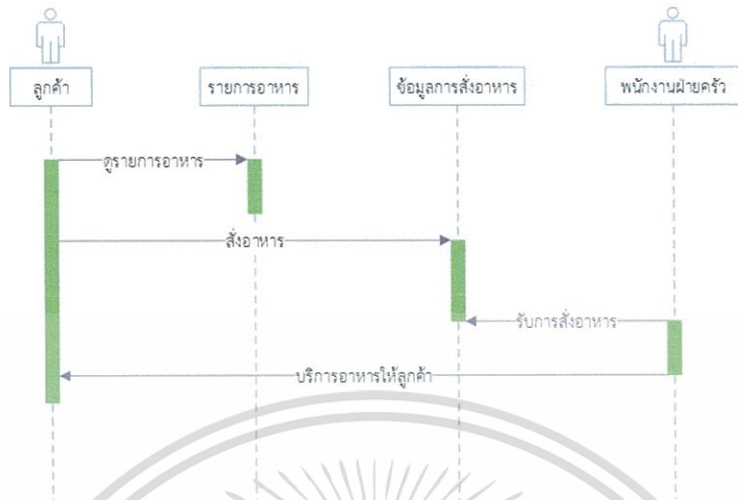 ลูกค้า
รายการอาหาร
ข้อมูลการสั่งอาหาร
พนักงานฝ่ายครัว
ดูรายการอาหาร
สั่งอาหาร
รับการสั่งอาหาร
บริการอาหารให้ลูกค้า